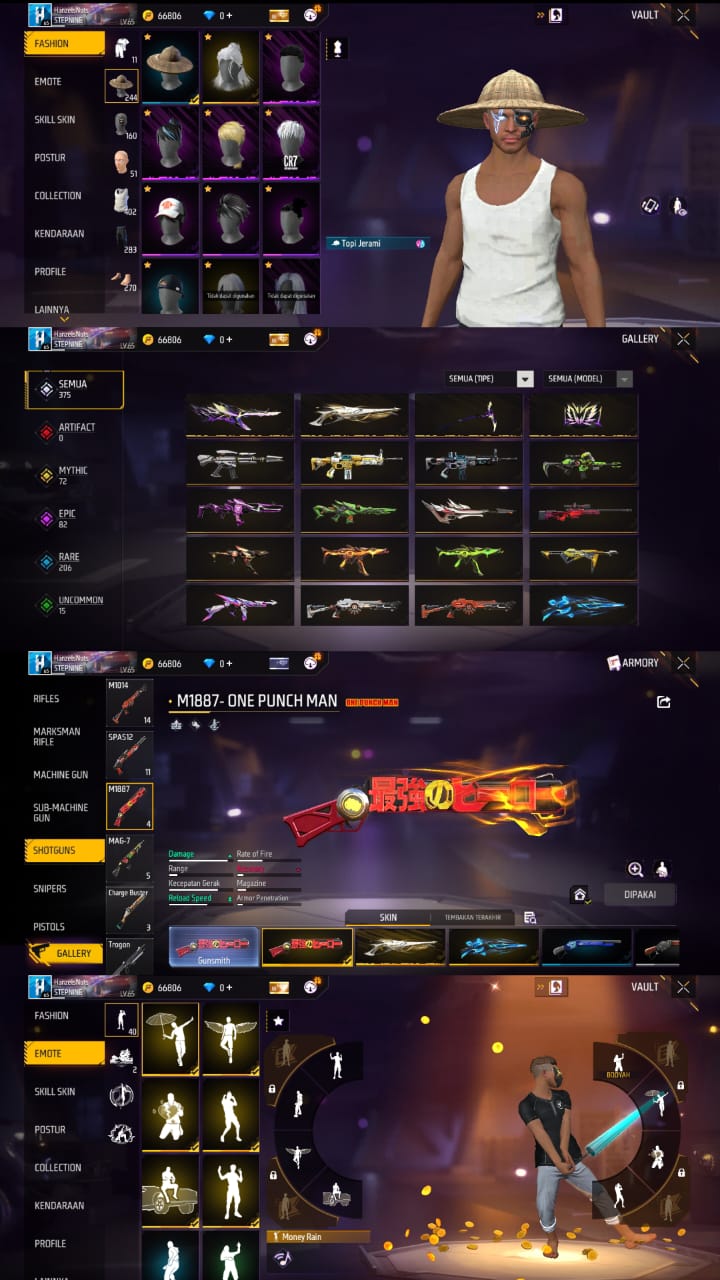 HanzelsNuts
STEPNINE
LV.65
66806
0 +
VAULT
FASHION
11
EMOTE
244
SKILL SKIN
160
POSTUR
51
CR7
COLLECTION
402
KENDARAAN
283
Topi Jerami
PROFILE
270
Tidak dapat digunakan
Tidak dapat digunakan
LAINNYA
HanzelsNuts
STEPNINE
LV.65
66806
0 +
GALLERY
SEMUA
375
SEMUA (TIPE)
SEMUA (MODEL)
ARTIFACT
0
MYTHIC
72
EPIC
82
RARE
206
UNCOMMON
15
HanzelsNuts
STEPNINE
LV.65
66806
0 +
ARMORY
RIFLES
MARKSMAN
RIFLE
MACHINE GUN
SUB-MACHINE
GUN
SHOTGUNS
SNIPERS
PISTOLS
GALLERY
M1014
14
SPAS12
11
M1887
4
MAG-7
5
Charge Buster
3
Trogon
M1887- ONE PUNCH MAN
ONE PUNCH MAN
最強のヒーロー
Damage
Rate of Fire
Range
Kecepatan Gerak
Magazine
Reload Speed
Armor Penetration
DIPAKAI
SKIN
TEMBAKAN TERAKHIR
Gunsmith
HanzelsNuts
STEPNINE
LV.65
66806
0 +
VAULT
FASHION
40
EMOTE
2
SKILL SKIN
POSTUR
COLLECTION
KENDARAAN
PROFILE
BOOYAH
Money Rain